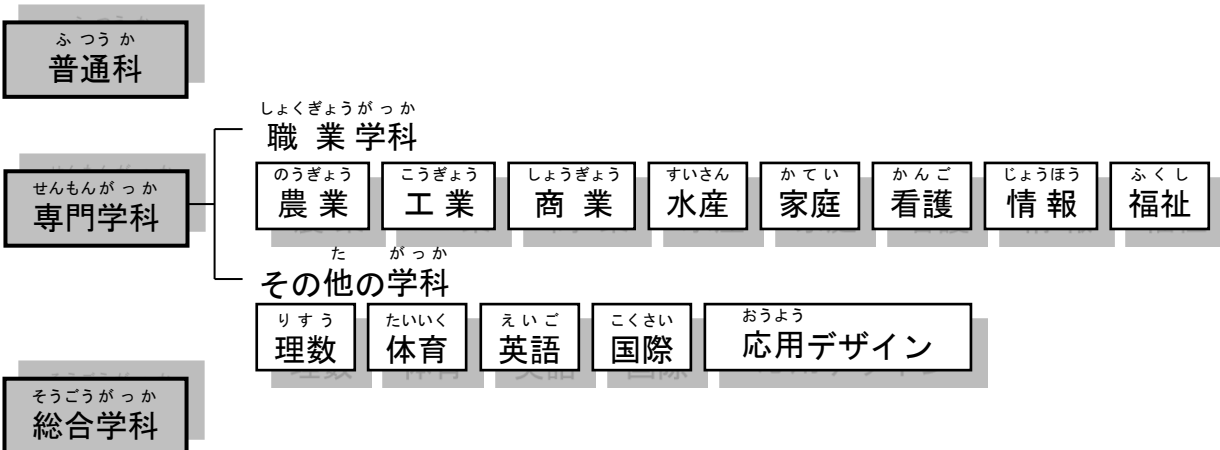 ふつうか
普通科
しょくぎょうがっか
職業学科
せんもんがっか
専門学科
のうぎょう こうぎょう しょうぎょう すいさん かてい かんご じょうほう ふくし
農業 工業 商業 水産 家庭 看護 情報 福祉
た がっか
その他の学科
りすう たいいく えいご こくさい おうよう
理数 体育 英語 国際 応用デザイン
そうごうがっか
総合学科